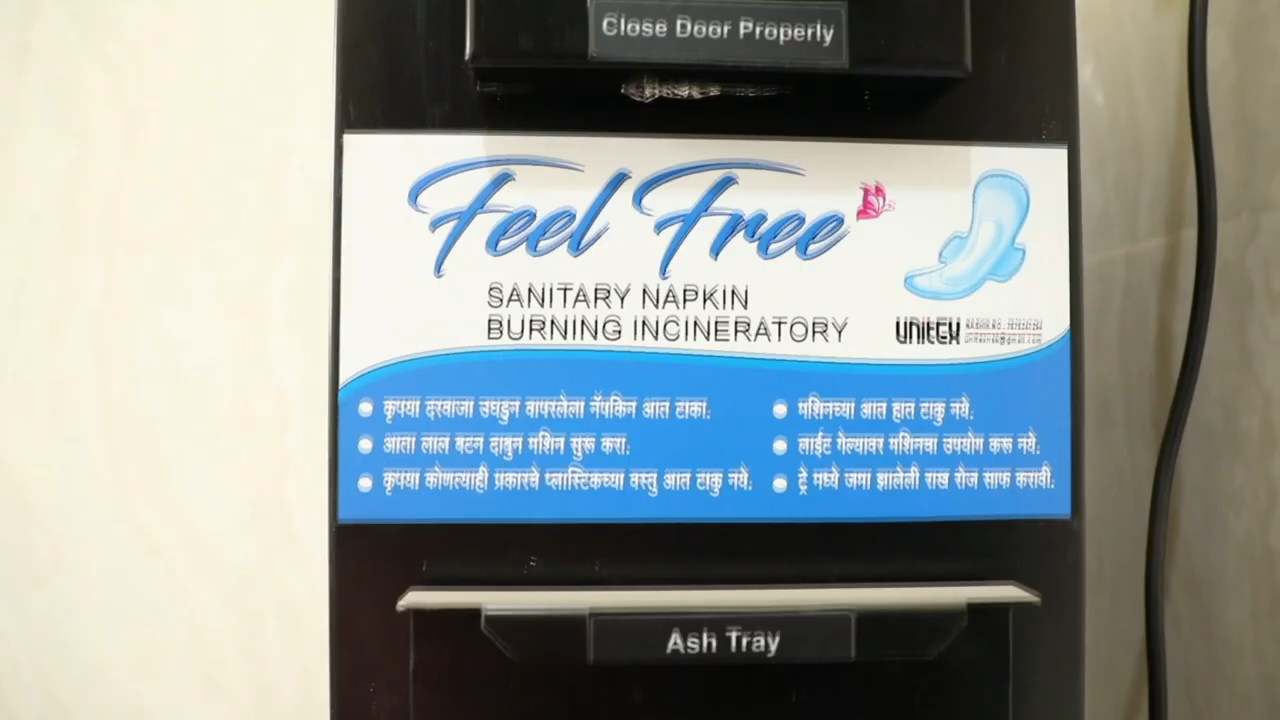 Close Door Properly
Feel Free
SANITARY NAPKIN
BURNING INCINERATORY
UNITEX
कृपया दरवाजा उघडुन वापरलेला नॅपकिन आत टाका.
आता लाल बटन दाबुन मशिन सुरू करा.
कृपया कोणत्याही प्रकारचे प्लास्टिकच्या वस्तु आत टाकु नये.
मशिनच्या आत हात टाकु नये.
लाईट गेल्यावर मशिनचा उपयोग करू नये.
ट्रे मध्ये जमा झालेली राख रोज साफ करावी.
Ash Tray